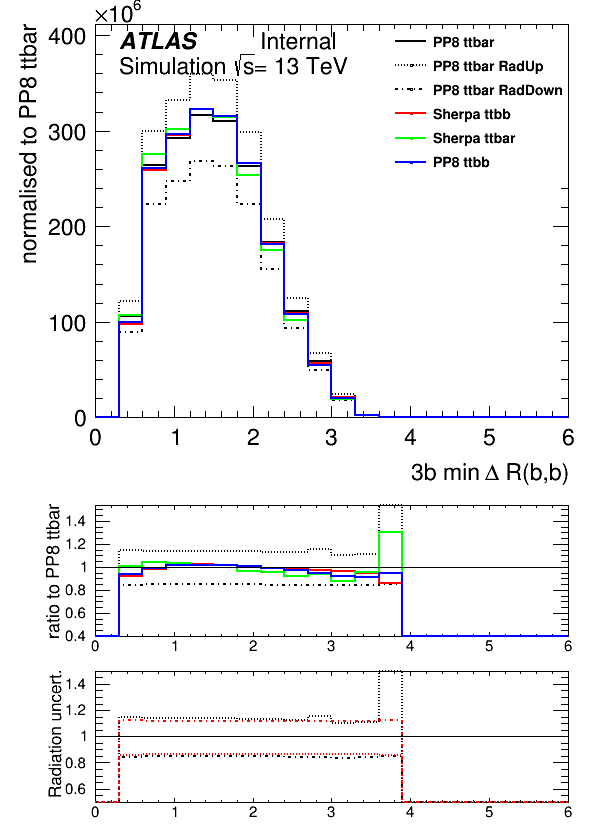 ×10⁶
normalised to PP8 ttbar
400
300
200
100
0
ATLAS Internal
Simulation √s= 13 TeV
PP8 ttbar
PP8 ttbar RadUp
PP8 ttbar RadDown
Sherpa ttbb
Sherpa ttbar
PP8 ttbb
0 1 2 3 4 5 6
3b min Δ R(b,b)
ratio to PP8 ttbar
1.4
1.2
1
0.8
0.6
0.4
0 1 2 3 4 5 6
Radiation uncert.
1.4
1.2
1
0.8
0.6
0 1 2 3 4 5 6